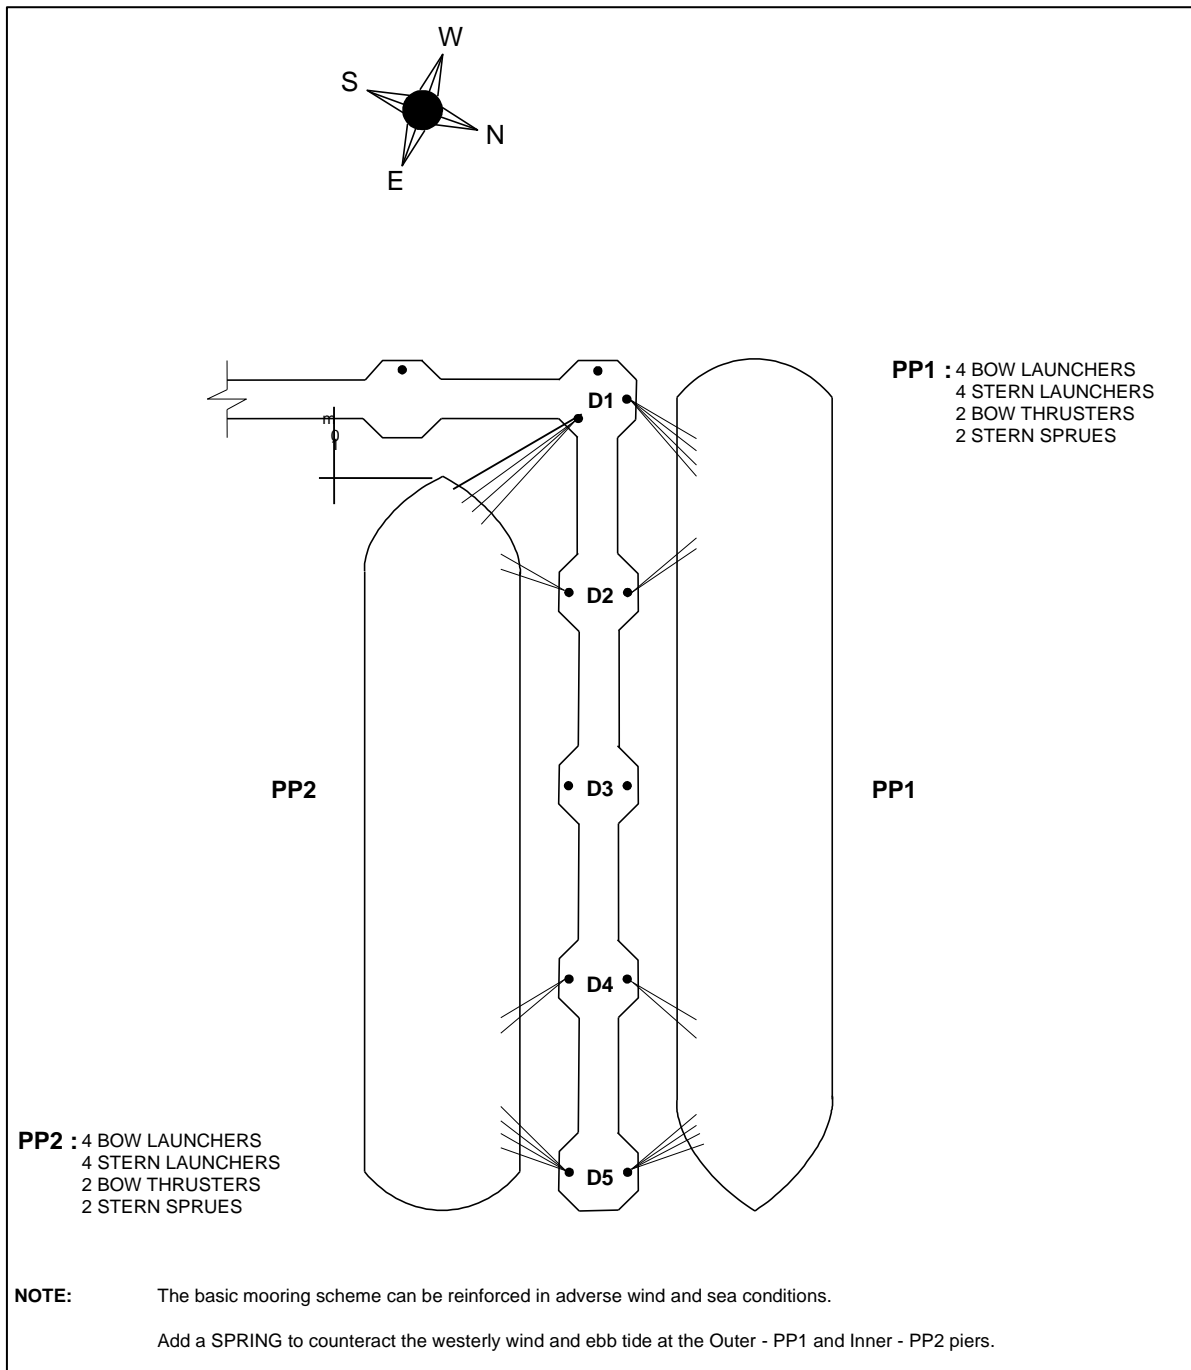 W
S
N
E
PP1 : 4 BOW LAUNCHERS
4 STERN LAUNCHERS
2 BOW THRUSTERS
2 STERN SPRUES
D1
D2
PP2
D3
PP1
D4
PP2 : 4 BOW LAUNCHERS
4 STERN LAUNCHERS
2 BOW THRUSTERS
2 STERN SPRUES
D5
NOTE: The basic mooring scheme can be reinforced in adverse wind and sea conditions.
Add a SPRING to counteract the westerly wind and ebb tide at the Outer - PP1 and Inner - PP2 piers.